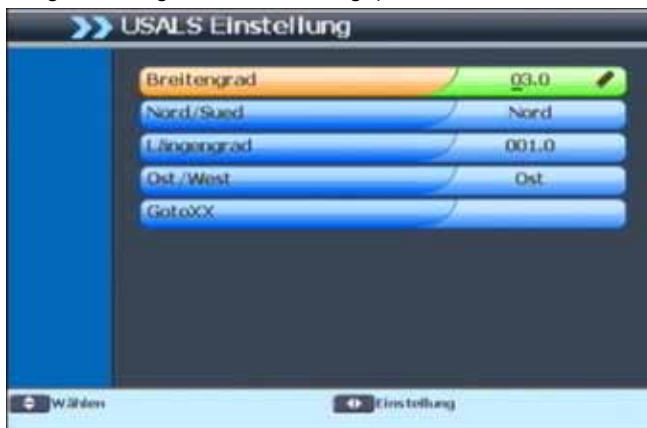 USALS Einstellung
Breitengrad 03.0
Nord/Sued Nord
Längengrad 001.0
Ost/West Ost
GotoXX
Wählen Einstellung